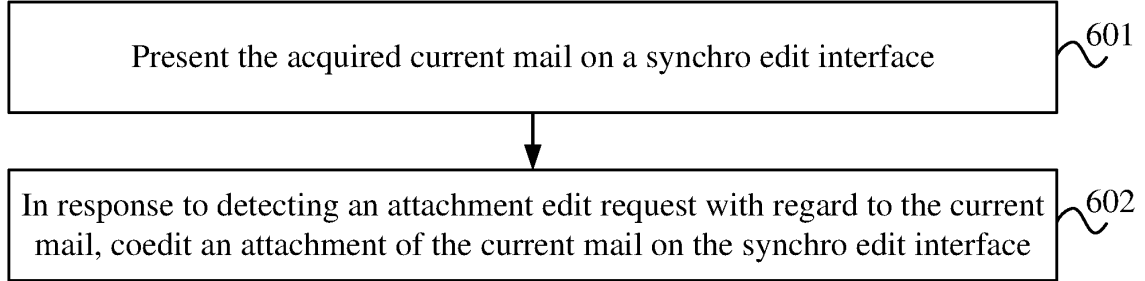 Present the acquired current mail on a synchro edit interface
601
In response to detecting an attachment edit request with regard to the current
mail, coedit an attachment of the current mail on the synchro edit interface
602